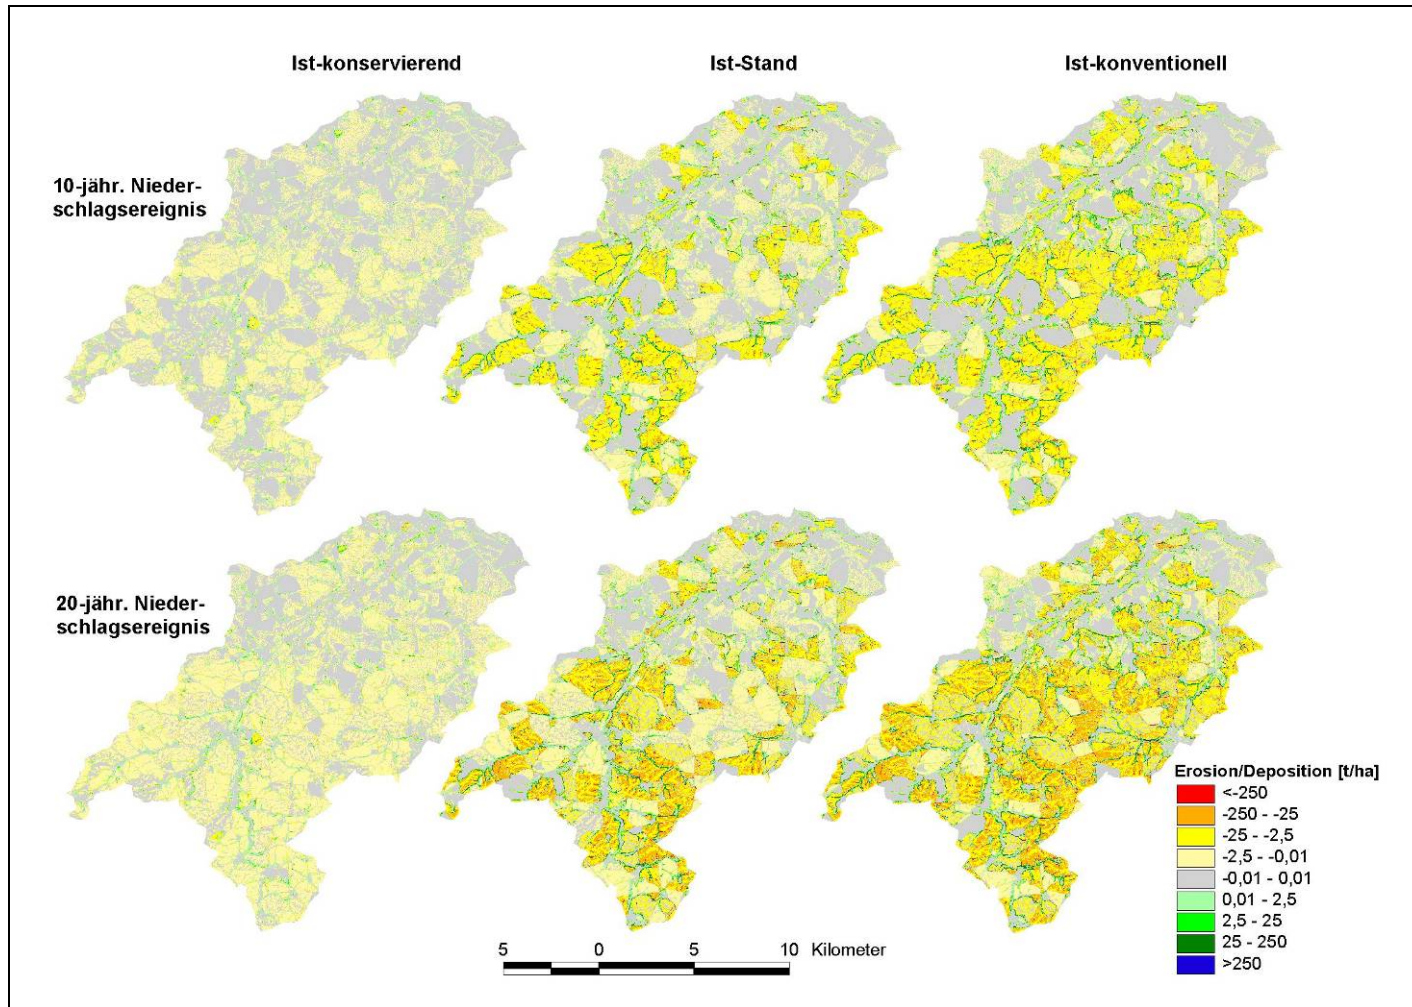 Ist-konservierend
Ist-Stand
Ist-konventionell
10-jähr. Nieder-
schlagsereignis
20-jähr. Nieder-
schlagsereignis
Erosion/Deposition [t/ha]
<-250
-250 - -25
-25 - -2,5
-2,5 - -0,01
-0,01 - 0,01
0,01 - 2,5
2,5 - 25
25 - 250
>250
5 0 5 10 Kilometer